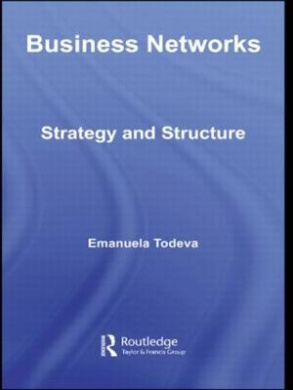 Business Networks
Strategy and Structure
Emanuela Todeva
R
Routledge
Taylor & Francis Group